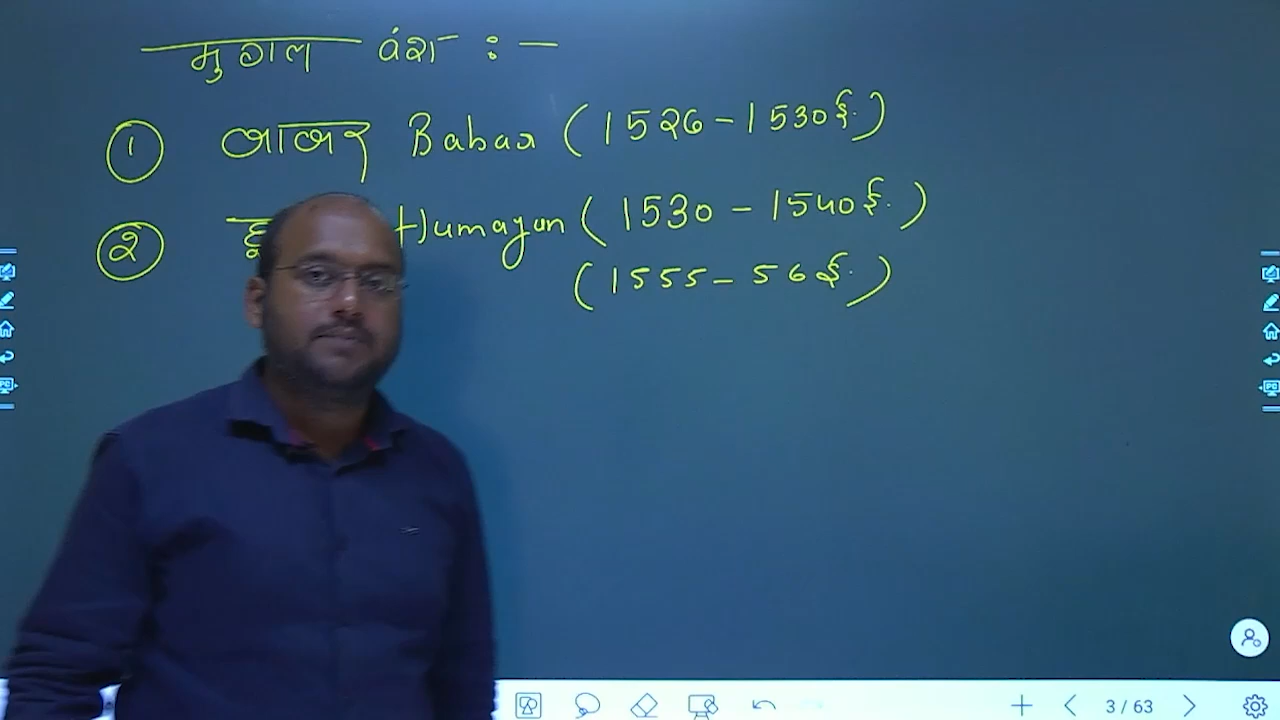 मुगल वंश :-
① बाबर Babar (1526 - 1530ई.)
② Humayun (1530 - 1540ई.)
(1555 - 56ई.)
3 / 63